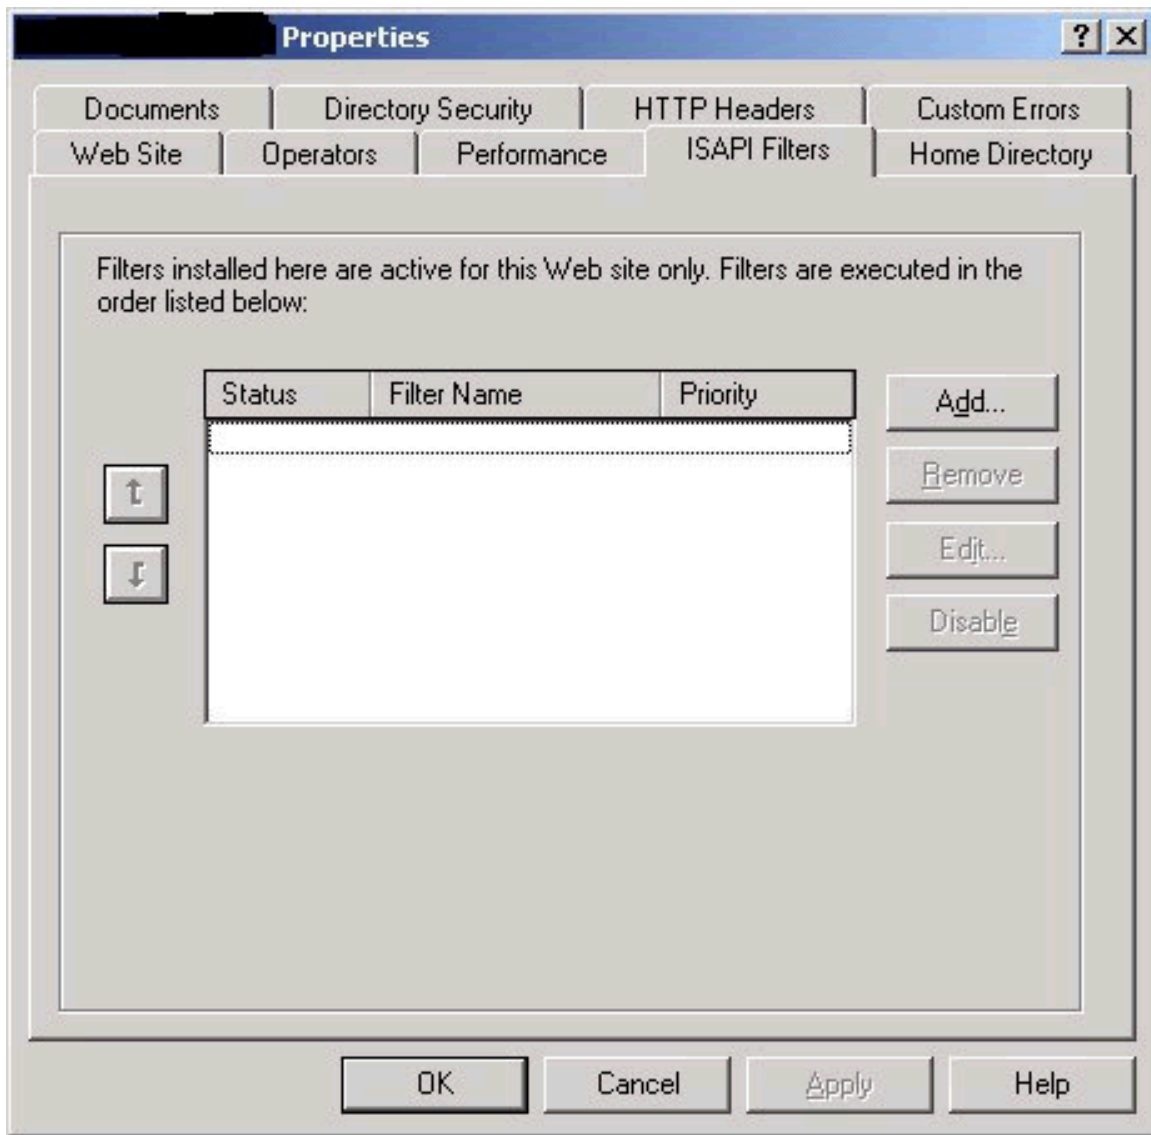 Properties
Documents Directory Security HTTP Headers Custom Errors
Web Site Operators Performance ISAPI Filters Home Directory
Filters installed here are active for this Web site only. Filters are executed in the
order listed below:
Status Filter Name Priority
Add...
Remove
Edit...
Disable
OK Cancel Apply Help